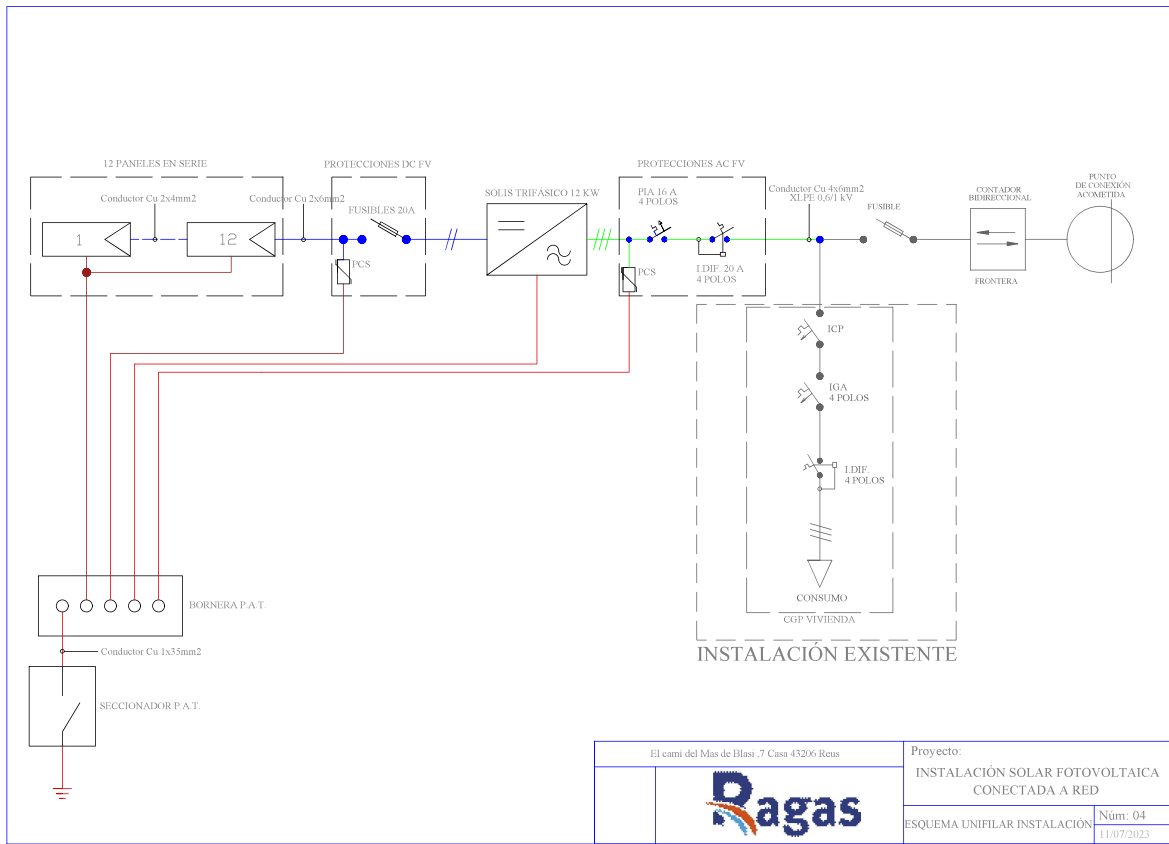 12 PANELES EN SERIE
Conductor Cu 2x4mm2
1
12
Conductor Cu 2x6mm2
PROTECCIONES DC FV
FUSIBLES 20A
PCS
SOLIS TRIFÁSICO 12 KW
PROTECCIONES AC FV
PIA 16 A
4 POLOS
I.DIF. 20 A
4 POLOS
PCS
Conductor Cu 4x6mm2
XLPE 0,6/1 kV
FUSIBLE
CONTADOR
BIDIRECCIONAL
FRONTERA
PUNTO
DE CONEXIÓN
ACOMETIDA
ICP
IGA
4 POLOS
I.DIF.
4 POLOS
CONSUMO
CGP VIVIENDA
INSTALACIÓN EXISTENTE
BORNERA P.A.T.
Conductor Cu 1x35mm2
SECCIONADOR P.A.T.
El camí del Mas de Blasi ,7 Casa 43206 Reus
Ragas
Proyecto:
INSTALACIÓN SOLAR FOTOVOLTAICA
CONECTADA A RED
ESQUEMA UNIFILAR INSTALACIÓN
Núm: 04
11/07/2023